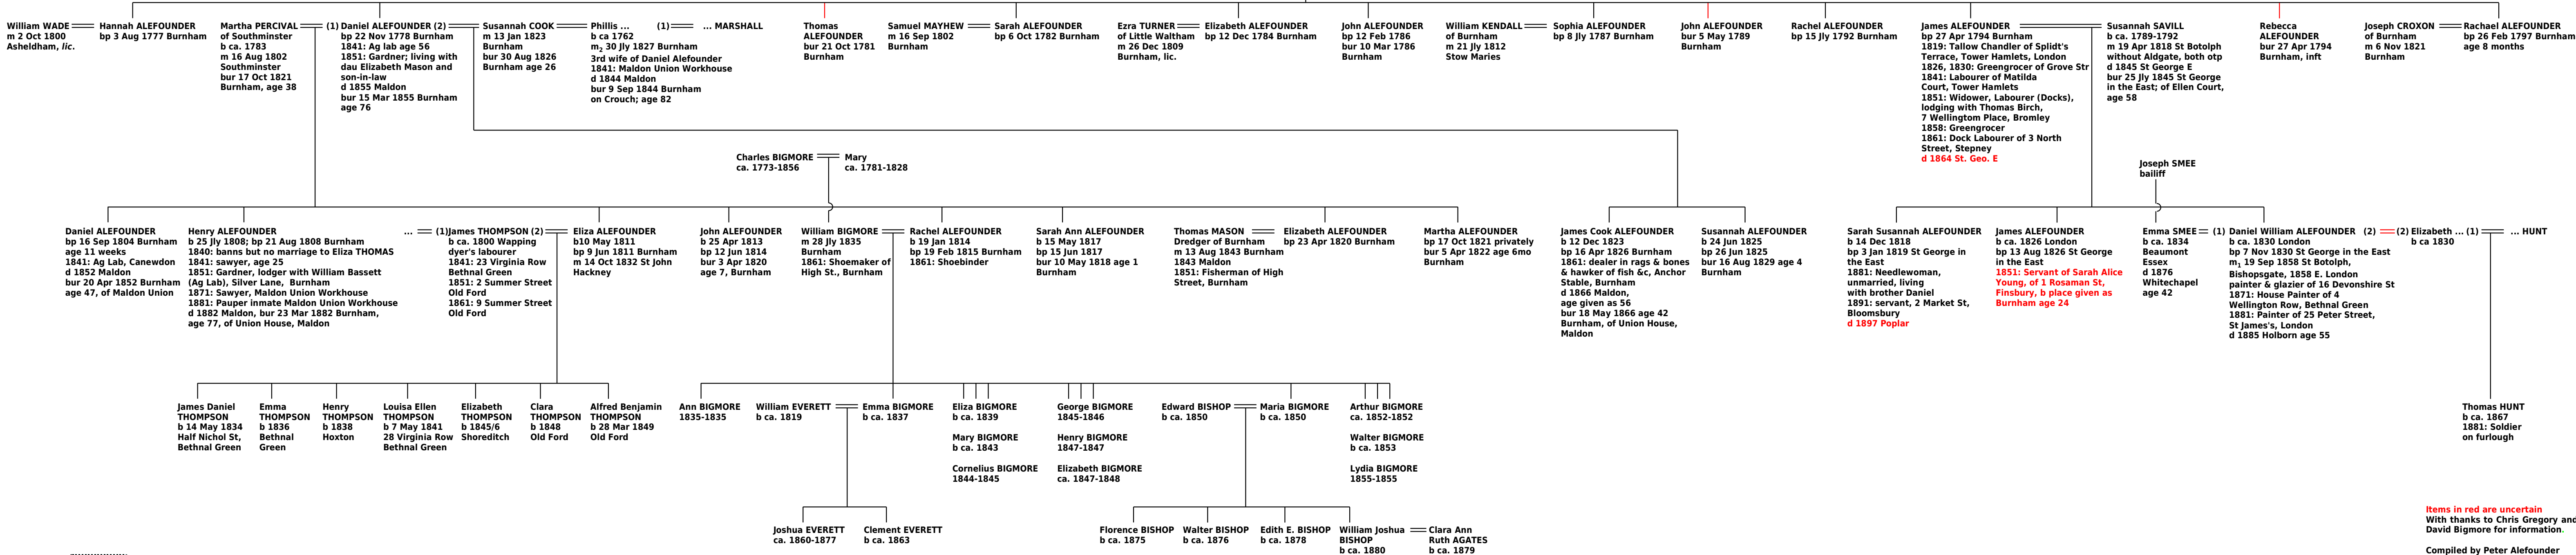 William WADE
m 2 Oct 1800
Asheldham, lic.
Hannah ALEFOUNDER
bp 3 Aug 1777 Burnham
Martha PERCIVAL
of Southminster
b ca. 1783
m 16 Aug 1802
Southminster
bur 17 Oct 1821
Burnham, age 38
(1) Daniel ALEFOUNDER (2)
bp 22 Nov 1778 Burnham
1841: Ag lab age 56
1851: Gardner; living with
dau Elizabeth Mason and
son-in-law
d 1855 Maldon
bur 15 Mar 1855 Burnham
age 76
Susannah COOK
m 13 Jan 1823
Burnham
bur 30 Aug 1826
Burnham age 26
Phillis ... (1)
b ca 1762
m2 30 Jly 1827 Burnham
3rd wife of Daniel Alefounder
1841: Maldon Union Workhouse
d 1844 Maldon
bur 9 Sep 1844 Burnham
on Crouch; age 82
... MARSHALL
Thomas
ALEFOUNDER
bur 21 Oct 1781
Burnham
Samuel MAYHEW
m 16 Sep 1802
Burnham
Sarah ALEFOUNDER
bp 6 Oct 1782 Burnham
Ezra TURNER
of Little Waltham
m 26 Dec 1809
Burnham, lic.
Elizabeth ALEFOUNDER
bp 12 Dec 1784 Burnham
John ALEFOUNDER
bp 12 Feb 1786
bur 10 Mar 1786
Burnham
William KENDALL
of Burnham
m 21 Jly 1812
Stow Maries
Sophia ALEFOUNDER
bp 8 Jly 1787 Burnham
John ALEFOUNDER
bur 5 May 1789
Burnham
Rachel ALEFOUNDER
bp 15 Jly 1792 Burnham
James ALEFOUNDER
bp 27 Apr 1794 Burnham
1819: Tallow Chandler of Splidt's
Terrace, Tower Hamlets, London
1826, 1830: Greengrocer of Grove Str
1841: Labourer of Matilda
Court, Tower Hamlets
1851: Widower, Labourer (Docks),
lodging with Thomas Birch,
7 Wellingtom Place, Bromley
1858: Greengrocer
1861: Dock Labourer of 3 North
Street, Stepney
d 1864 St. Geo. E
Susannah SAVILL
b ca. 1789-1792
m 19 Apr 1818 St Botolph
without Aldgate, both otp
d 1845 St George E
bur 25 Jly 1845 St George
in the East; of Ellen Court,
age 58
Rebecca
ALEFOUNDER
bur 27 Apr 1794
Burnham, inft
Joseph CROXON
of Burnham
m 6 Nov 1821
Burnham
Rachael ALEFOUNDER
bp 26 Feb 1797 Burnham
age 8 months
Charles BIGMORE
ca. 1773-1856
Mary
ca. 1781-1828
Joseph SMEE
bailiff
Daniel ALEFOUNDER
bp 16 Sep 1804 Burnham
age 11 weeks
1841: Ag Lab, Canewdon
d 1852 Maldon
bur 20 Apr 1852 Burnham
age 47, of Maldon Union
Henry ALEFOUNDER
b 25 Jly 1808; bp 21 Aug 1808 Burnham
1840: banns but no marriage to Eliza THOMAS
1841: sawyer, age 25
1851: Gardner, lodger with William Bassett
(Ag Lab), Silver Lane, Burnham
1871: Sawyer, Maldon Union Workhouse
1881: Pauper inmate Maldon Union Workhouse
d 1882 Maldon, bur 23 Mar 1882 Burnham,
age 77, of Union House, Maldon
...
(1)James THOMPSON (2)
b ca. 1800 Wapping
dyer's labourer
1841: 23 Virginia Row
Bethnal Green
1851: 2 Summer Street
Old Ford
1861: 9 Summer Street
Old Ford
Eliza ALEFOUNDER
b10 May 1811
bp 9 Jun 1811 Burnham
m 14 Oct 1832 St John
Hackney
John ALEFOUNDER
b 25 Apr 1813
bp 12 Jun 1814
bur 3 Apr 1820
age 7, Burnham
William BIGMORE
m 28 Jly 1835
Burnham
1861: Shoemaker of
High St., Burnham
Rachel ALEFOUNDER
b 19 Jan 1814
bp 19 Feb 1815 Burnham
1861: Shoebinder
Sarah Ann ALEFOUNDER
b 15 May 1817
bp 15 Jun 1817
bur 10 May 1818 age 1
Burnham
Thomas MASON
Dredger of Burnham
m 13 Aug 1843 Burnham
1843 Maldon
1851: Fisherman of High
Street, Burnham
Elizabeth ALEFOUNDER
bp 23 Apr 1820 Burnham
Martha ALEFOUNDER
bp 17 Oct 1821 privately
bur 5 Apr 1822 age 6mo
Burnham
James Cook ALEFOUNDER
b 12 Dec 1823
bp 16 Apr 1826 Burnham
1861: dealer in rags & bones
& hawker of fish &c, Anchor
Stable, Burnham
d 1866 Maldon,
age given as 56
bur 18 May 1866 age 42
Burnham, of Union House,
Maldon
Susannah ALEFOUNDER
b 24 Jun 1825
bp 26 Jun 1825
bur 16 Aug 1829 age 4
Burnham
Sarah Susannah ALEFOUNDER
b 14 Dec 1818
bp 3 Jan 1819 St George in
the East
1881: Needlewoman,
unmarried, living
with brother Daniel
1891: servant, 2 Market St,
Bloomsbury
d 1897 Poplar
James ALEFOUNDER
b ca. 1826 London
bp 13 Aug 1826 St George
in the East
1851: Servant of Sarah Alice
Young, of 1 Rosaman St,
Finsbury, b place given as
Burnham age 24
Emma SMEE
b ca. 1834
Beaumont
Essex
d 1876
Whitechapel
age 42
(1) Daniel William ALEFOUNDER (2)
b ca. 1830 London
bp 7 Nov 1830 St George in the East
m1 19 Sep 1858 St Botolph,
Bishopsgate, 1858 E. London
painter & glazier of 16 Devonshire St
1871: House Painter of 4
Wellington Row, Bethnal Green
1881: Painter of 25 Peter Street,
St James's, London
d 1885 Holborn age 55
(2) Elizabeth ... (1)
b ca 1830
... HUNT
James Daniel
THOMPSON
b 14 May 1834
Half Nichol St,
Bethnal Green
Emma
THOMPSON
b 1836
Bethnal
Green
Henry
THOMPSON
b 1838
Hoxton
Louisa Ellen
THOMPSON
b 7 May 1841
28 Virginia Row
Bethnal Green
Elizabeth
THOMPSON
b 1845/6
Shoreditch
Clara
THOMPSON
b 1848
Old Ford
Alfred Benjamin
THOMPSON
b 28 Mar 1849
Old Ford
Ann BIGMORE
1835-1835
William EVERETT
b ca. 1819
Emma BIGMORE
b ca. 1837
Eliza BIGMORE
b ca. 1839
Mary BIGMORE
b ca. 1843
Cornelius BIGMORE
1844-1845
George BIGMORE
1845-1846
Henry BIGMORE
1847-1847
Elizabeth BIGMORE
ca. 1847-1848
Edward BISHOP
b ca. 1850
Maria BIGMORE
b ca. 1850
Arthur BIGMORE
ca. 1852-1852
Walter BIGMORE
b ca. 1853
Lydia BIGMORE
1855-1855
Thomas HUNT
b ca. 1867
1881: Soldier
on furlough
Joshua EVERETT
ca. 1860-1877
Clement EVERETT
b ca. 1863
Florence BISHOP
b ca. 1875
Walter BISHOP
b ca. 1876
Edith E. BISHOP
b ca. 1878
William Joshua
BISHOP
b ca. 1880
Clara Ann
Ruth AGATES
b ca. 1879
Items in red are uncertain
With thanks to Chris Gregory and
David Bigmore for information.
Compiled by Peter Alefounder